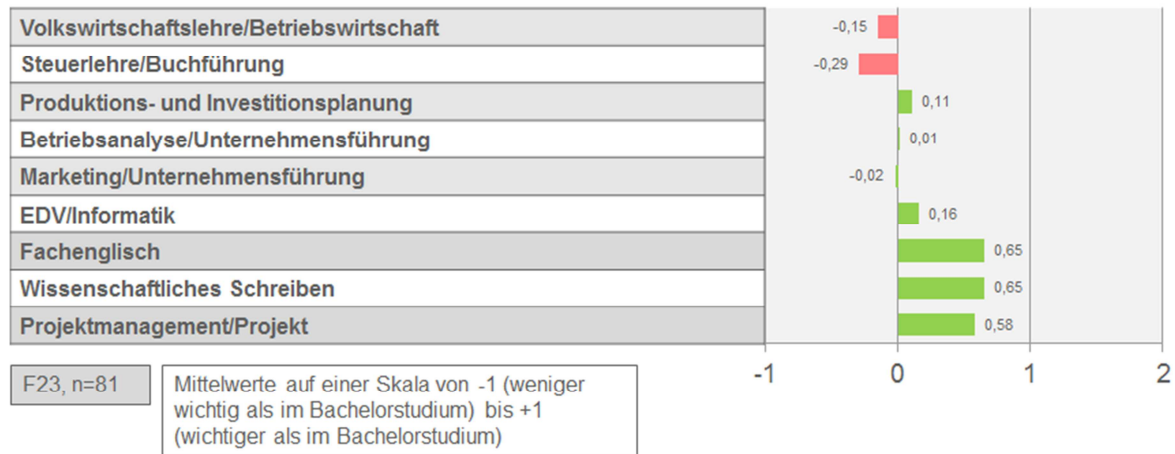 Volkswirtschaftslehre/Betriebswirtschaft -0,15
Steuerlehre/Buchführung -0,29
Produktions- und Investitionsplanung 0,11
Betriebsanalyse/Unternehmensführung 0,01
Marketing/Unternehmensführung -0,02
EDV/Informatik 0,16
Fachenglisch 0,65
Wissenschaftliches Schreiben 0,65
Projektmanagement/Projekt 0,58
-1 0 1 2
F23, n=81
Mittelwerte auf einer Skala von -1 (weniger
wichtig als im Bachelorstudium) bis +1
(wichtiger als im Bachelorstudium)